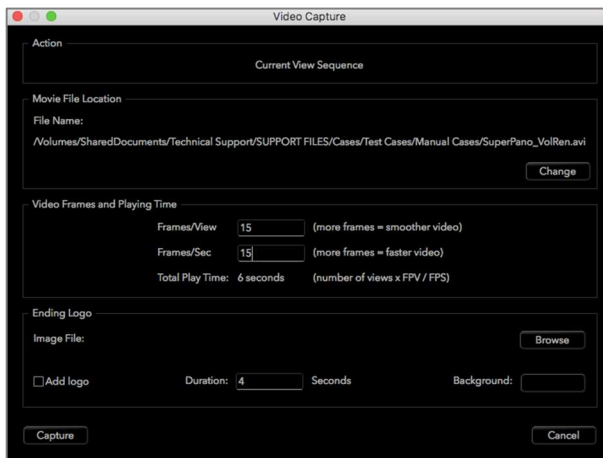 Video Capture
Action
Current View Sequence
Movie File Location
File Name:
/Volumes/SharedDocuments/Technical Support/SUPPORT FILES/Cases/Test Cases/Manual Cases/SuperPano_VolRen.avi
Change
Video Frames and Playing Time
Frames/View 15 (more frames = smoother video)
Frames/Sec 15 (more frames = faster video)
Total Play Time: 6 seconds (number of views x FPV / FPS)
Ending Logo
Image File: Browse
Add logo Duration: 4 Seconds Background:
Capture Cancel